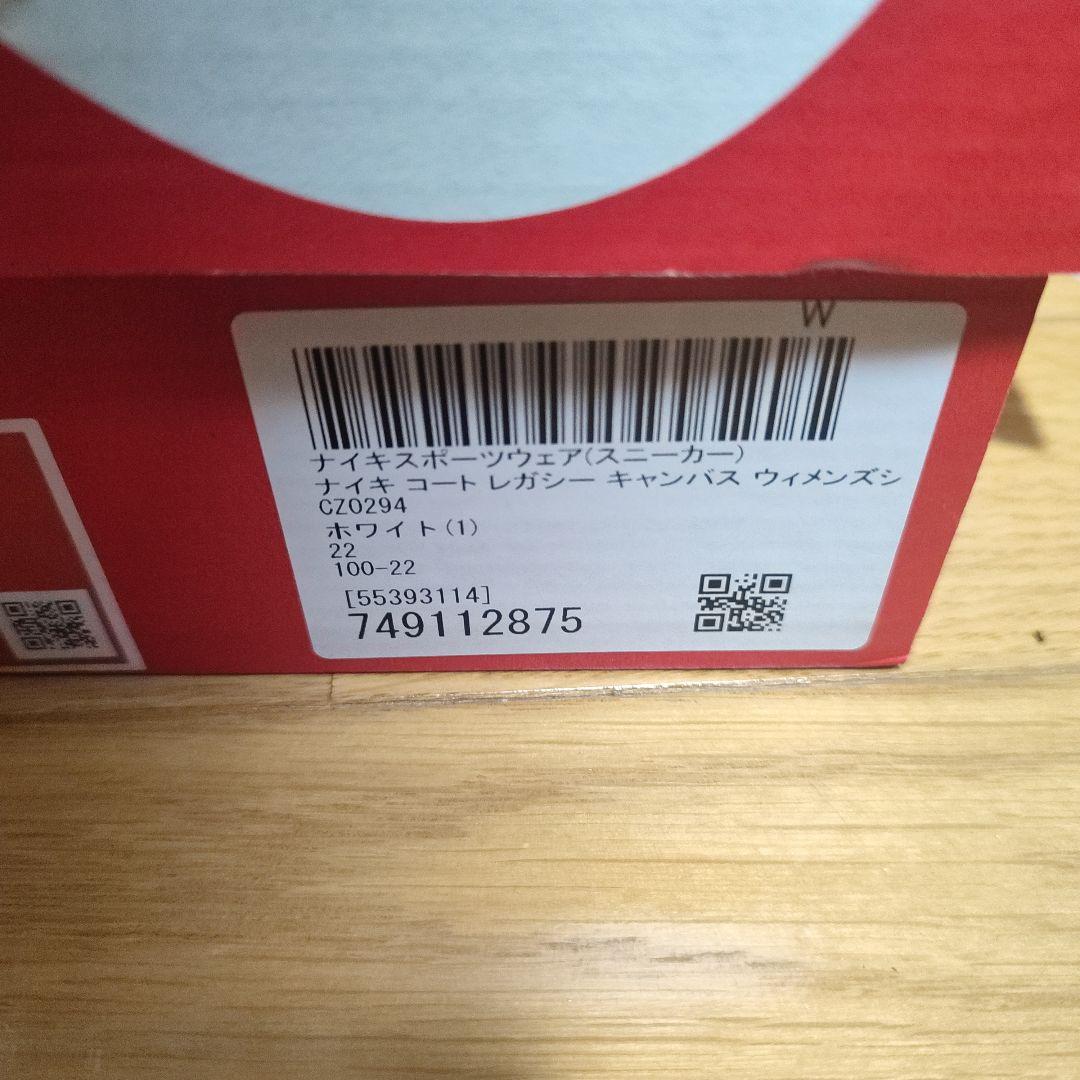 W
ナイキスポーツウェア(スニーカー)
ナイキ コート レガシー キャンバス ウィメンズシ
CZ0294
ホワイト(1)
22
100-22
[55393114]
749112875